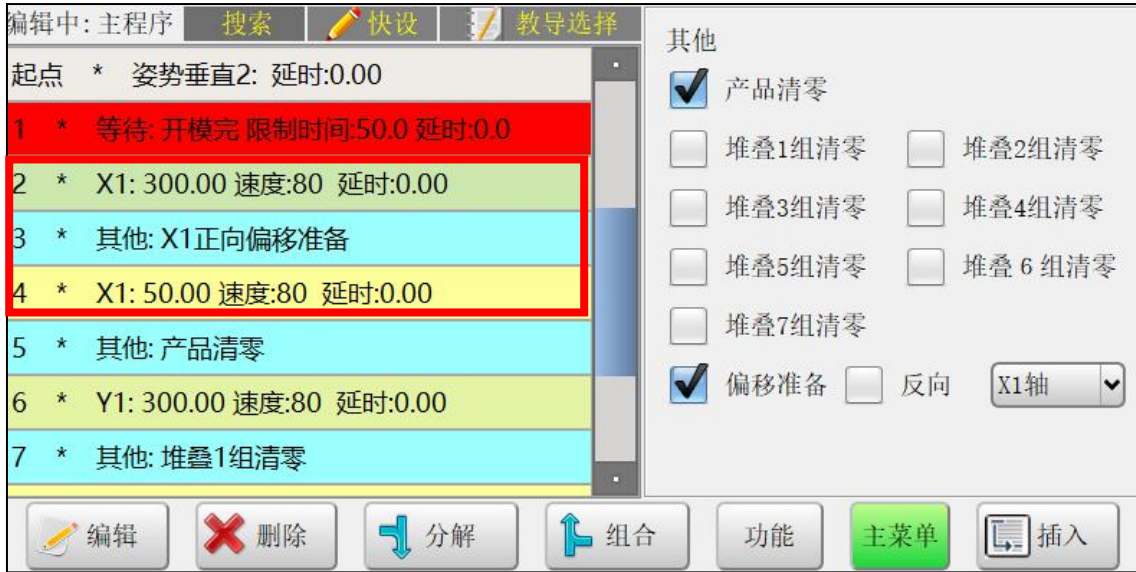 编辑中:主程序 搜索 快设 教导选择
起点 * 姿势垂直2: 延时:0.00
1 * 等待: 开模完 限制时间:50.0 延时:0.0
2 * X1: 300.00 速度:80 延时:0.00
3 * 其他: X1正向偏移准备
4 * X1: 50.00 速度:80 延时:0.00
5 * 其他: 产品清零
6 * Y1: 300.00 速度:80 延时:0.00
7 * 其他: 堆叠1组清零
其他
产品清零
堆叠1组清零 堆叠2组清零
堆叠3组清零 堆叠4组清零
堆叠5组清零 堆叠 6 组清零
堆叠7组清零
偏移准备 反向 X1轴
编辑 删除 分解 组合 功能 主菜单 插入